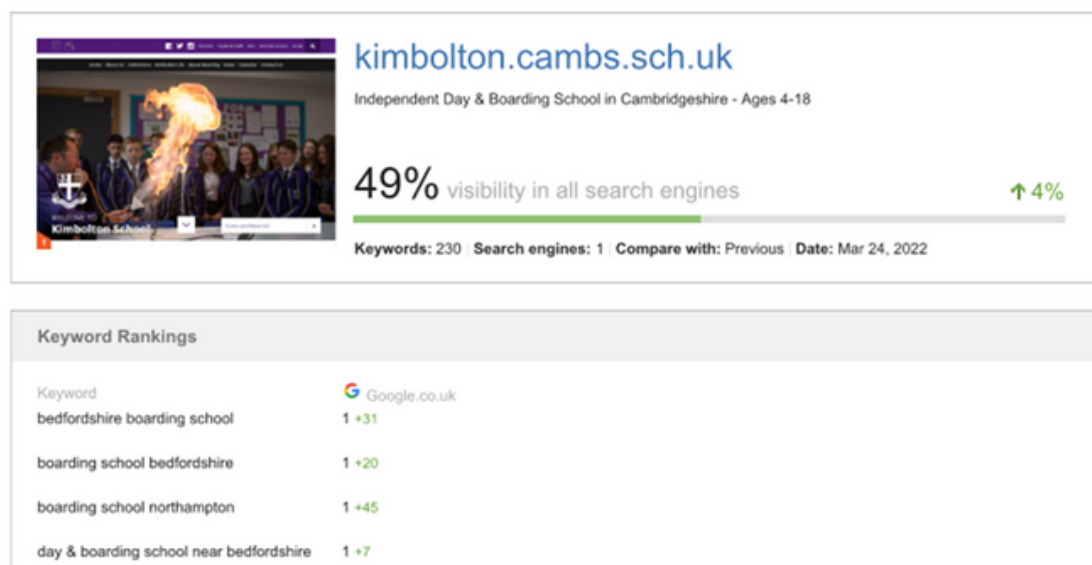 kimbolton.cambs.sch.uk
Independent Day & Boarding School in Cambridgeshire - Ages 4-18
49% visibility in all search engines ↑4%
Keywords: 230 | Search engines: 1 | Compare with: Previous | Date: Mar 24, 2022
WELCOME TO
Kimbolton School
Keyword Rankings
Keyword Google.co.uk
bedfordshire boarding school 1 +31
boarding school bedfordshire 1 +20
boarding school northampton 1 +45
day & boarding school near bedfordshire 1 +7